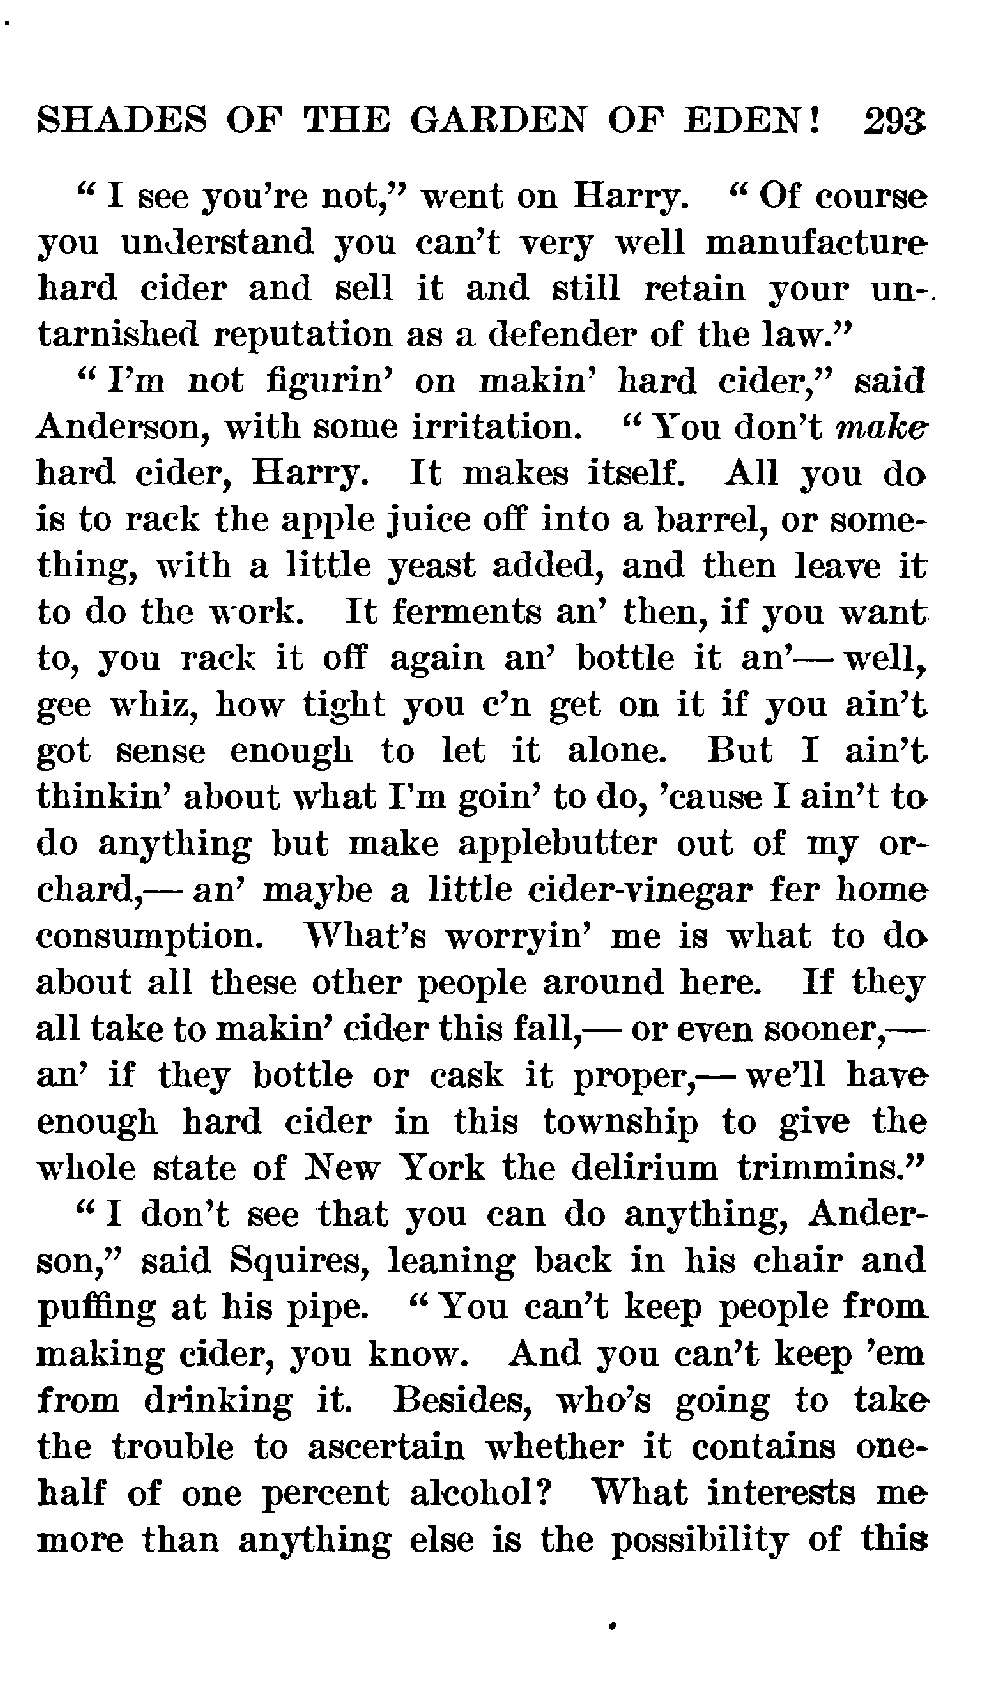 SHADES OF THE GARDEN OF EDEN! 293
" I see you're not," went on Harry. " Of course
you understand you can't very well manufacture
hard cider and sell it and still retain your un-
tarnished reputation as a defender of the law."
" I'm not figurin' on makin' hard cider," said
Anderson, with some irritation. " You don't make
hard cider, Harry. It makes itself. All you do
is to rack the apple juice off into a barrel, or some-
thing, with a little yeast added, and then leave it
to do the work. It ferments an' then, if you want
to, you rack it off again an' bottle it an'— well,
gee whiz, how tight you c'n get on it if you ain't
got sense enough to let it alone. But I ain't
thinkin' about what I'm goin' to do, 'cause I ain't to
do anything but make applebutter out of my or-
chard,— an' maybe a little cider-vinegar fer home
consumption. What's worryin' me is what to do
about all these other people around here. If they
all take to makin' cider this fall,— or even sooner,—
an' if they bottle or cask it proper,— we'll have
enough hard cider in this township to give the
whole state of New York the delirium trimmins."
" I don't see that you can do anything, Ander-
son," said Squires, leaning back in his chair and
puffing at his pipe. " You can't keep people from
making cider, you know. And you can't keep 'em
from drinking it. Besides, who's going to take
the trouble to ascertain whether it contains one-
half of one percent alcohol? What interests me
more than anything else is the possibility of this